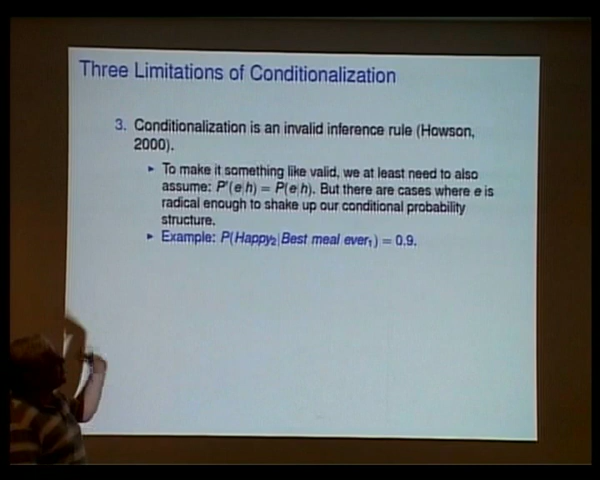 Three Limitations of Conditionalization
3. Conditionalization is an invalid inference rule (Howson,
2000).
► To make it something like valid, we at least need to also
assume: P'(e|h) = P(e|h). But there are cases where e is
radical enough to shake up our conditional probability
structure.
► Example: P(Happy₂|Best meal ever₁) = 0.9.